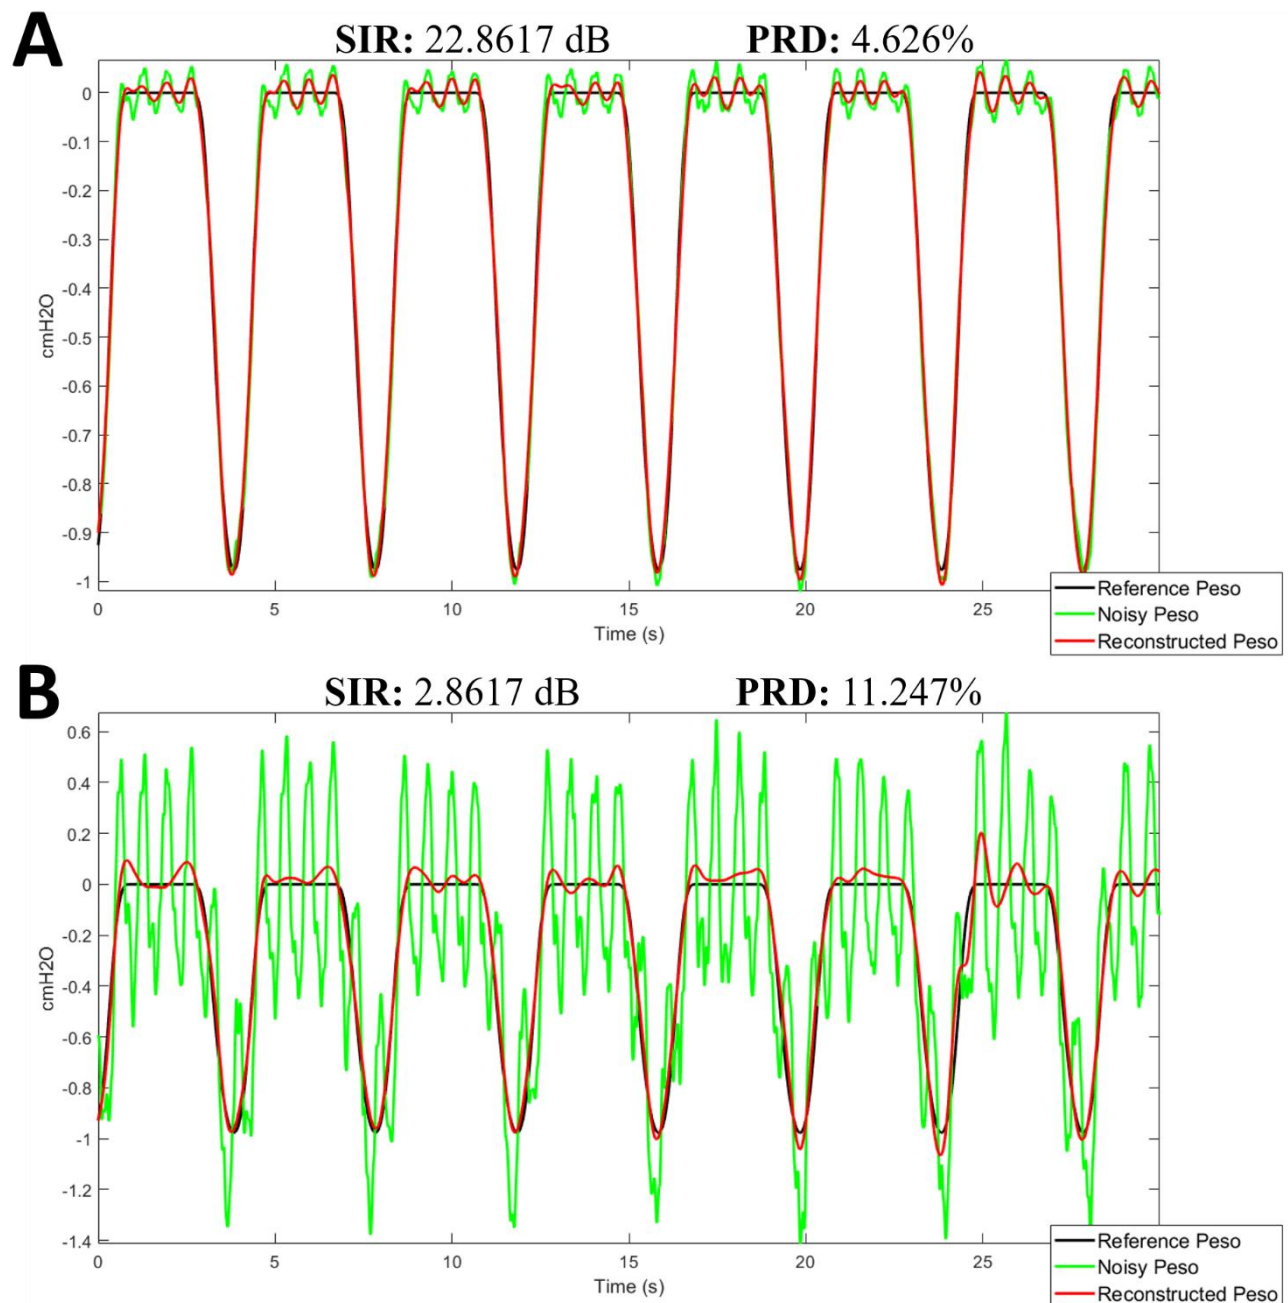 A
SIR: 22.8617 dB PRD: 4.626%
0
-0.1
-0.2
-0.3
-0.4
-0.5
-0.6
-0.7
-0.8
-0.9
-1
cmH2O
0 5 10 15 20 25
Time (s)
Reference Peso
Noisy Peso
Reconstructed Peso
B
SIR: 2.8617 dB PRD: 11.247%
0.6
0.4
0.2
0
-0.2
-0.4
-0.6
-0.8
-1
-1.2
-1.4
cmH2O
0 5 10 15 20 25
Time (s)
Reference Peso
Noisy Peso
Reconstructed Peso